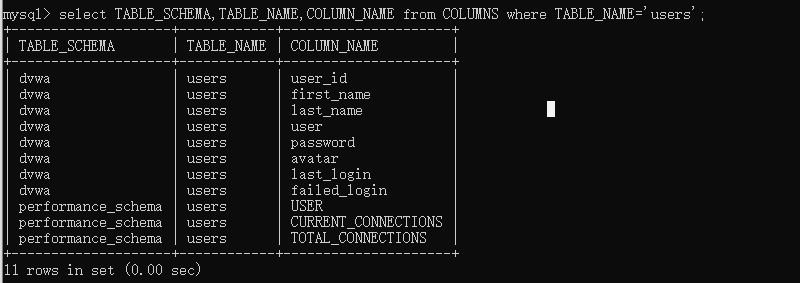 mysql> select TABLE_SCHEMA,TABLE_NAME,COLUMN_NAME from COLUMNS where TABLE_NAME='users';
+--------------------+------------+---------------------+
| TABLE_SCHEMA       | TABLE_NAME | COLUMN_NAME         |
+--------------------+------------+---------------------+
| dvwa               | users      | user_id             |
| dvwa               | users      | first_name          |
| dvwa               | users      | last_name           |
| dvwa               | users      | user                |
| dvwa               | users      | password            |
| dvwa               | users      | avatar              |
| dvwa               | users      | last_login          |
| dvwa               | users      | failed_login        |
| performance_schema | users      | USER                |
| performance_schema | users      | CURRENT_CONNECTIONS |
| performance_schema | users      | TOTAL_CONNECTIONS   |
+--------------------+------------+---------------------+
11 rows in set (0.00 sec)